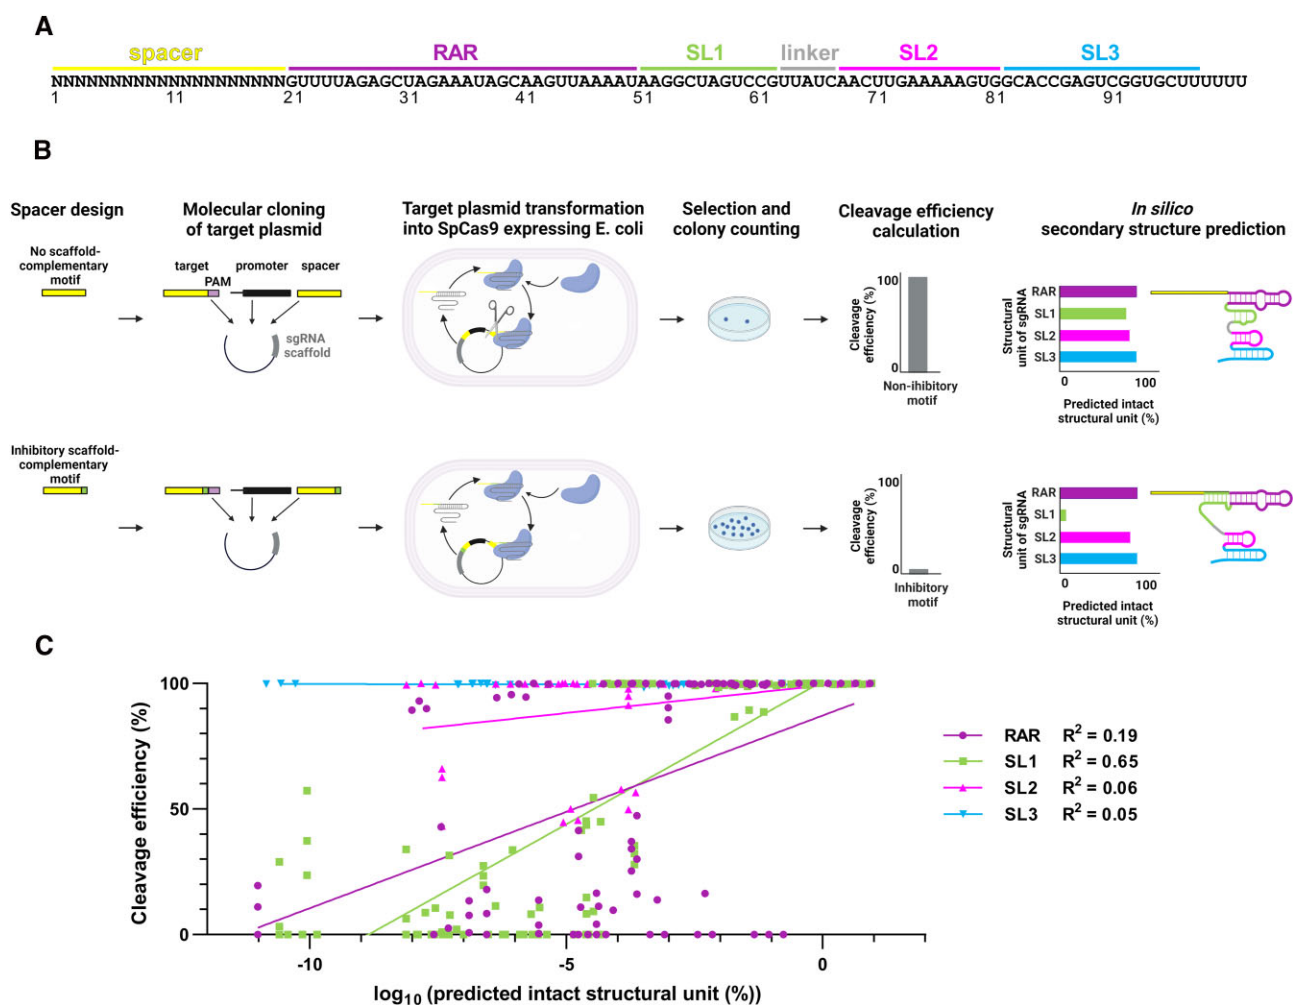 A
spacer RAR SL1 linker SL2 SL3
NNNNNNNNNNNNNNNNNNNNGUUUUAGAGCUAGAAAUAGCAAGUUAAAAUAAGGCUAGUCCGUUAUCAACUUGAAAAAGUGGCACCGAGUCGGUGCUUUUUU
1 11 21 31 41 51 61 71 81 91
B
Spacer design
Molecular cloning
of target plasmid
Target plasmid transformation
into SpCas9 expressing E. coli
Selection and
colony counting
Cleavage efficiency
calculation
In silico
secondary structure prediction
No scaffold-
complementary
motif
target promoter spacer
PAM
sgRNA
scaffold
Cleavage
efficiency (%)
100
0
Non-ihibitory
motif
Structural
unit of sgRNA
RAR
SL1
SL2
SL3
0 100
Predicted intact
structural unit (%)
Inhibitory scaffold-
complementary
motif
Cleavage
efficiency (%)
100
0
Inhibitory
motif
Structural
unit of sgRNA
RAR
SL1
SL2
SL3
0 100
Predicted intact
structural unit (%)
C
Cleavage efficiency (%)
100
50
0
-10 -5 0
log10 (predicted intact structural unit (%))
RAR R2 = 0.19
SL1 R2 = 0.65
SL2 R2 = 0.06
SL3 R2 = 0.05